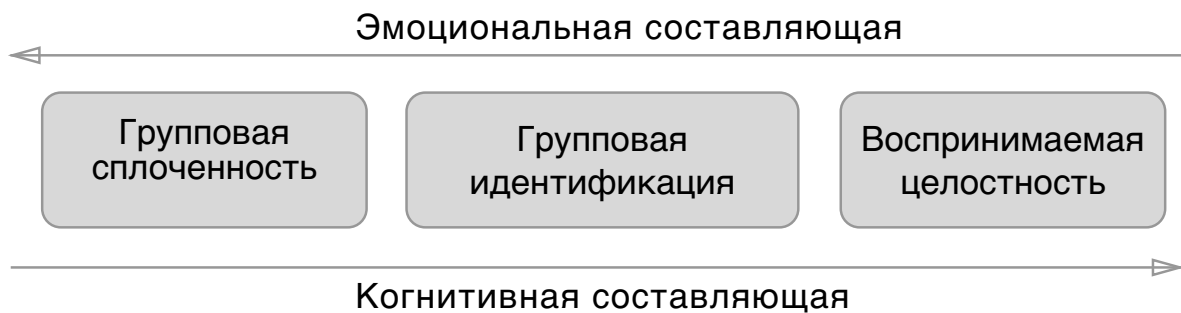 Эмоциональная составляющая
Групповая
сплоченность
Групповая
идентификация
Воспринимаемая
целостность
Когнитивная составляющая